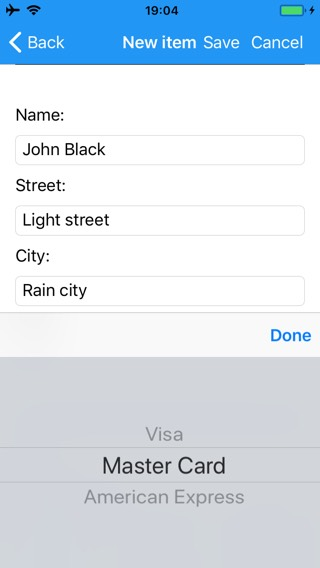 19:04
Back New item Save Cancel
Name:
John Black
Street:
Light street
City:
Rain city
Done
Visa
Master Card
American Express